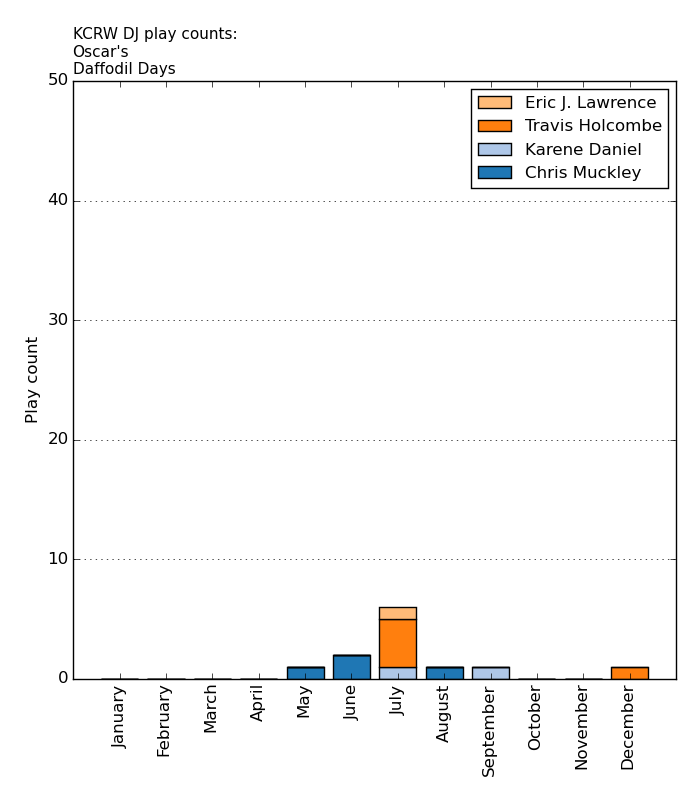 KCRW DJ play counts:
Oscar's
Daffodil Days
50
40
30
20
10
0
Play count
Eric J. Lawrence
Travis Holcombe
Karene Daniel
Chris Muckley
January
February
March
April
May
June
July
August
September
October
November
December